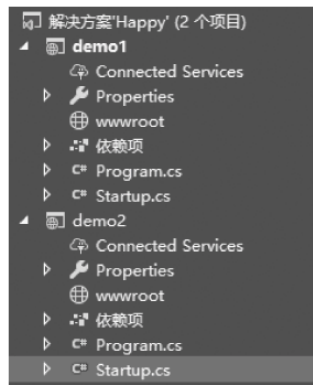 解决方案'Happy' (2 个项目)
demo1
Connected Services
Properties
wwwroot
依赖项
C# Program.cs
C# Startup.cs
demo2
Connected Services
Properties
wwwroot
依赖项
C# Program.cs
C# Startup.cs